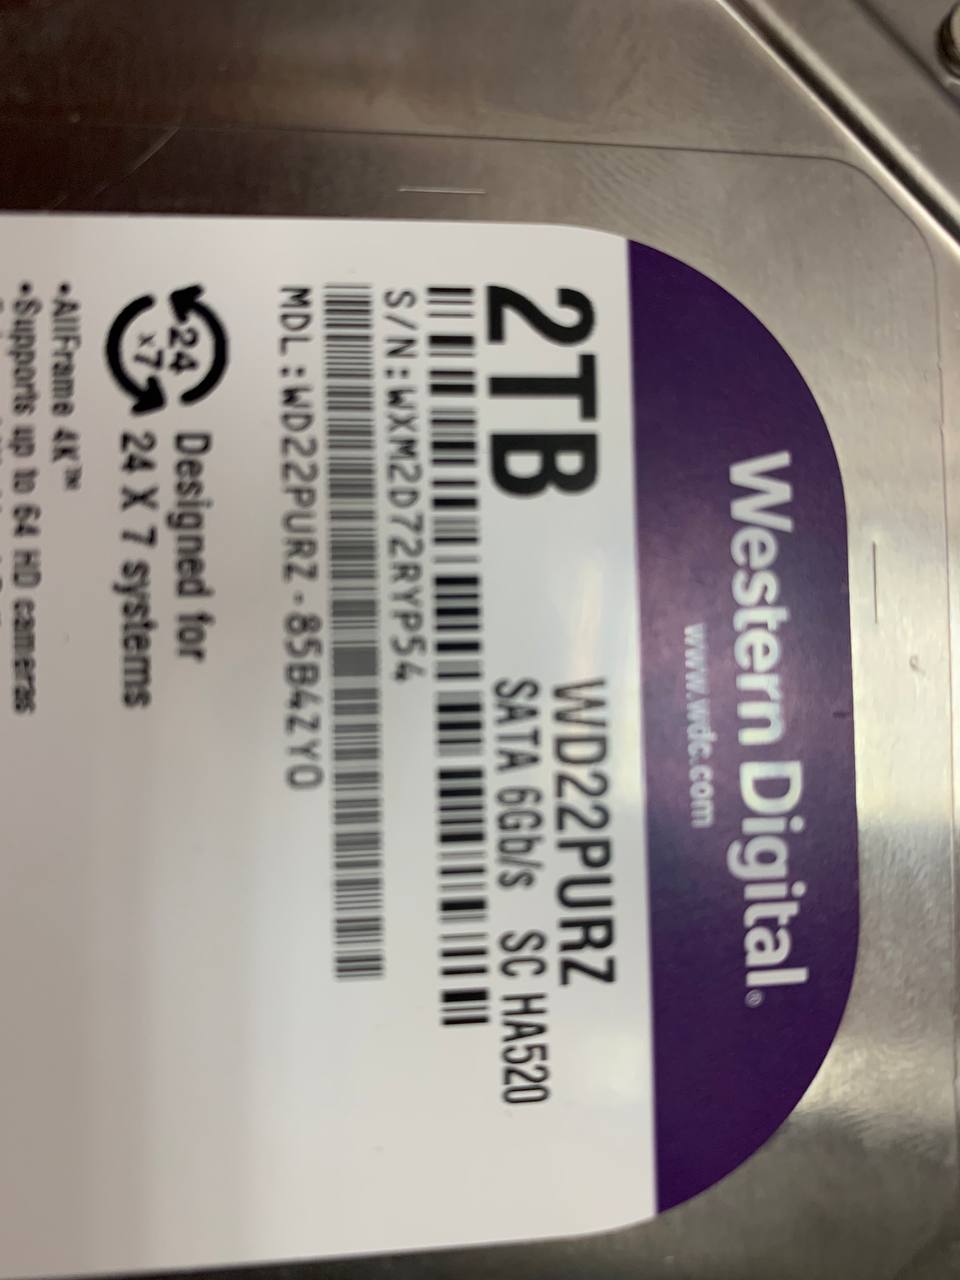 Western Digital®
www.wdc.com
2TB
WD22PURZ
SATA 6Gb/s SC HA520
S/N:WXM2D72RYP54
MDL:WD22PURZ-85B4ZY0
24
x7
Designed for
24 X 7 systems
•AllFrame 4K™
•Supports up to 64 HD cameras